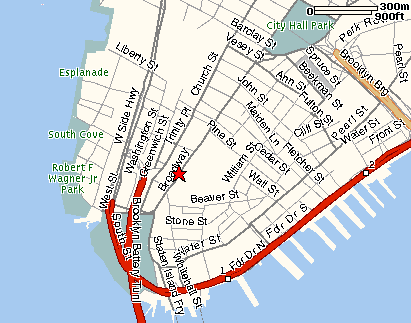 0 300m
900ft
City Hall Park
Barclay St
Vesey St
Park R
Pearl St
Spruce St
Beekman St
Brooklyn Brg
Liberty St
Esplanade
Church St
Ann St
Fulton St
John St
W Side Hwy
Washington St
Greenwich St
Trinity Pl
Maiden Ln
Cliff St
Pearl St
Water St
Front St
South Cove
Pine St
Cedar St
Fletcher St
Robert F
Wagner Jr
Park
Broadway
William St
Wall St
2
West St
Beaver St
South St
Brooklyn Battery Tunl
Stone St
Fdr Dr S
Water St
Fdr Dr N
Staten Island Fry
Whitehall St
1